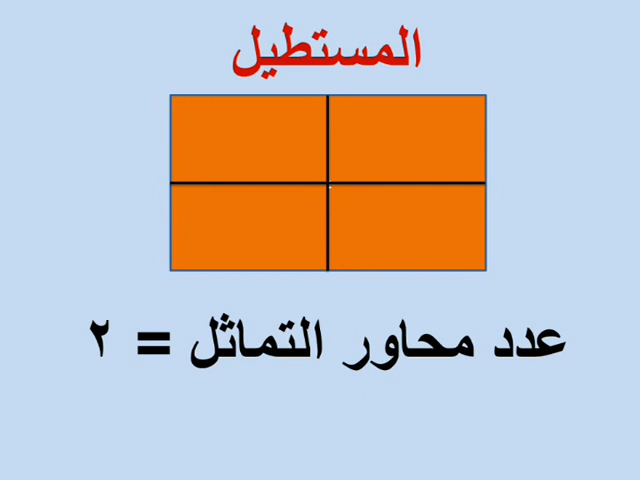 المستطيل
عدد محاور التماثل = ٢